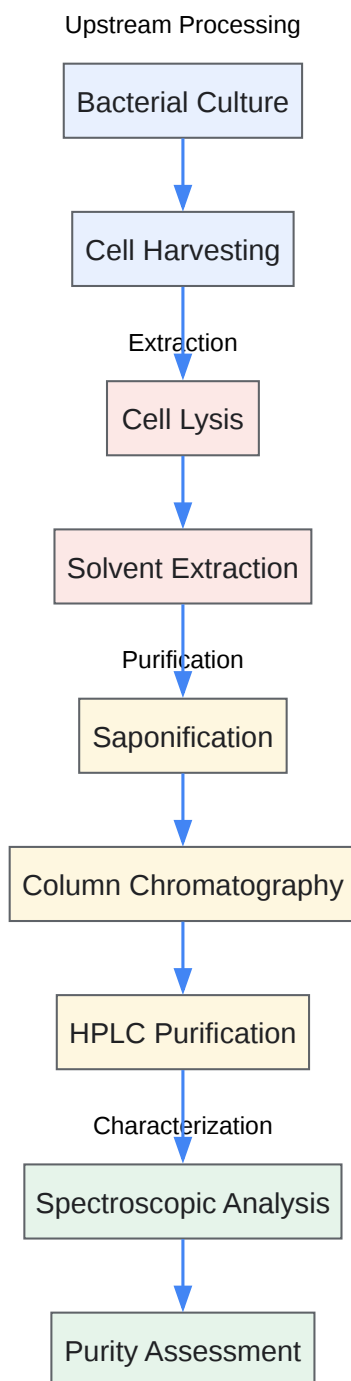 Upstream Processing
Bacterial Culture
Cell Harvesting
Extraction
Cell Lysis
Solvent Extraction
Purification
Saponification
Column Chromatography
HPLC Purification
Characterization
Spectroscopic Analysis
Purity Assessment